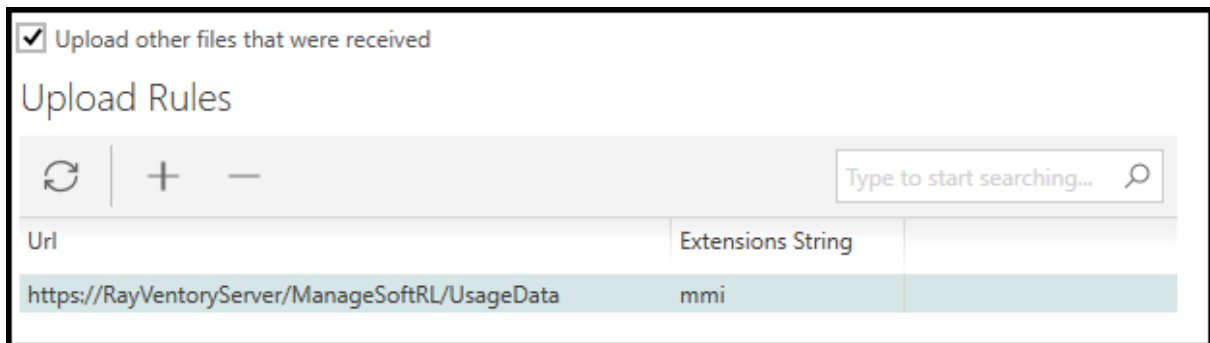 Upload other files that were received
Upload Rules
Type to start searching...
Url Extensions String
https://RayVentoryServer/ManageSoftRL/UsageData mmi